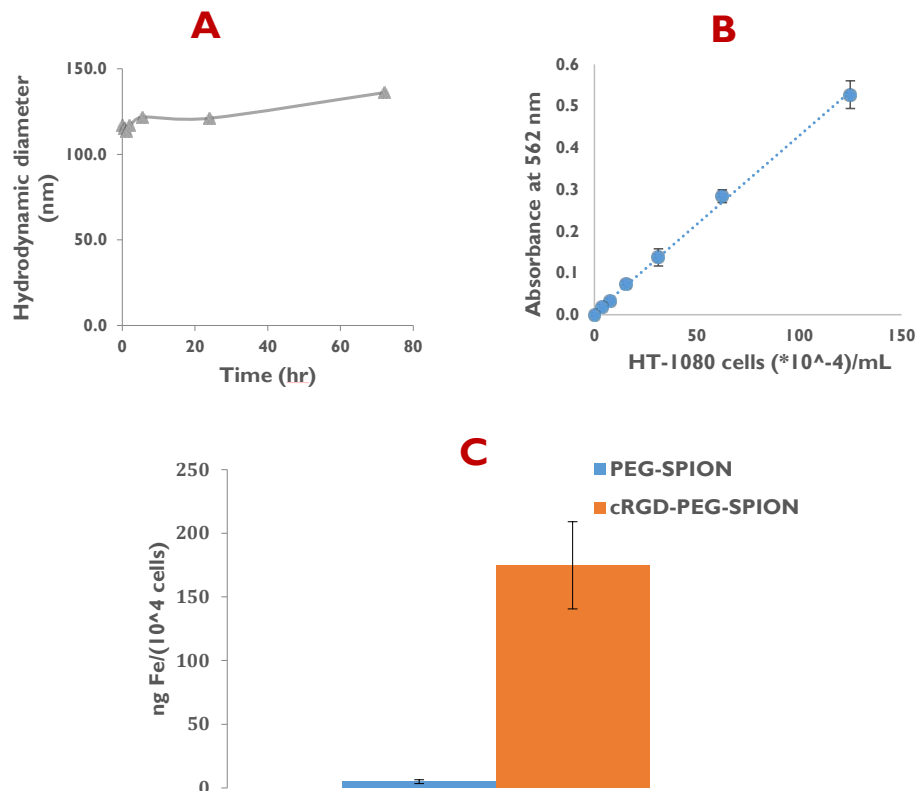 A
150.0
100.0
50.0
0.0
0
20
40
60
80
Hydrodynamic diameter
(nm)
Time (hr)
B
0.6
0.5
0.4
0.3
0.2
0.1
0.0
0
50
100
150
Absorbance at 562 nm
HT-1080 cells (*10^-4)/mL
C
PEG-SPION
cRGD-PEG-SPION
250
200
150
100
50
0
ng Fe/(10^4 cells)